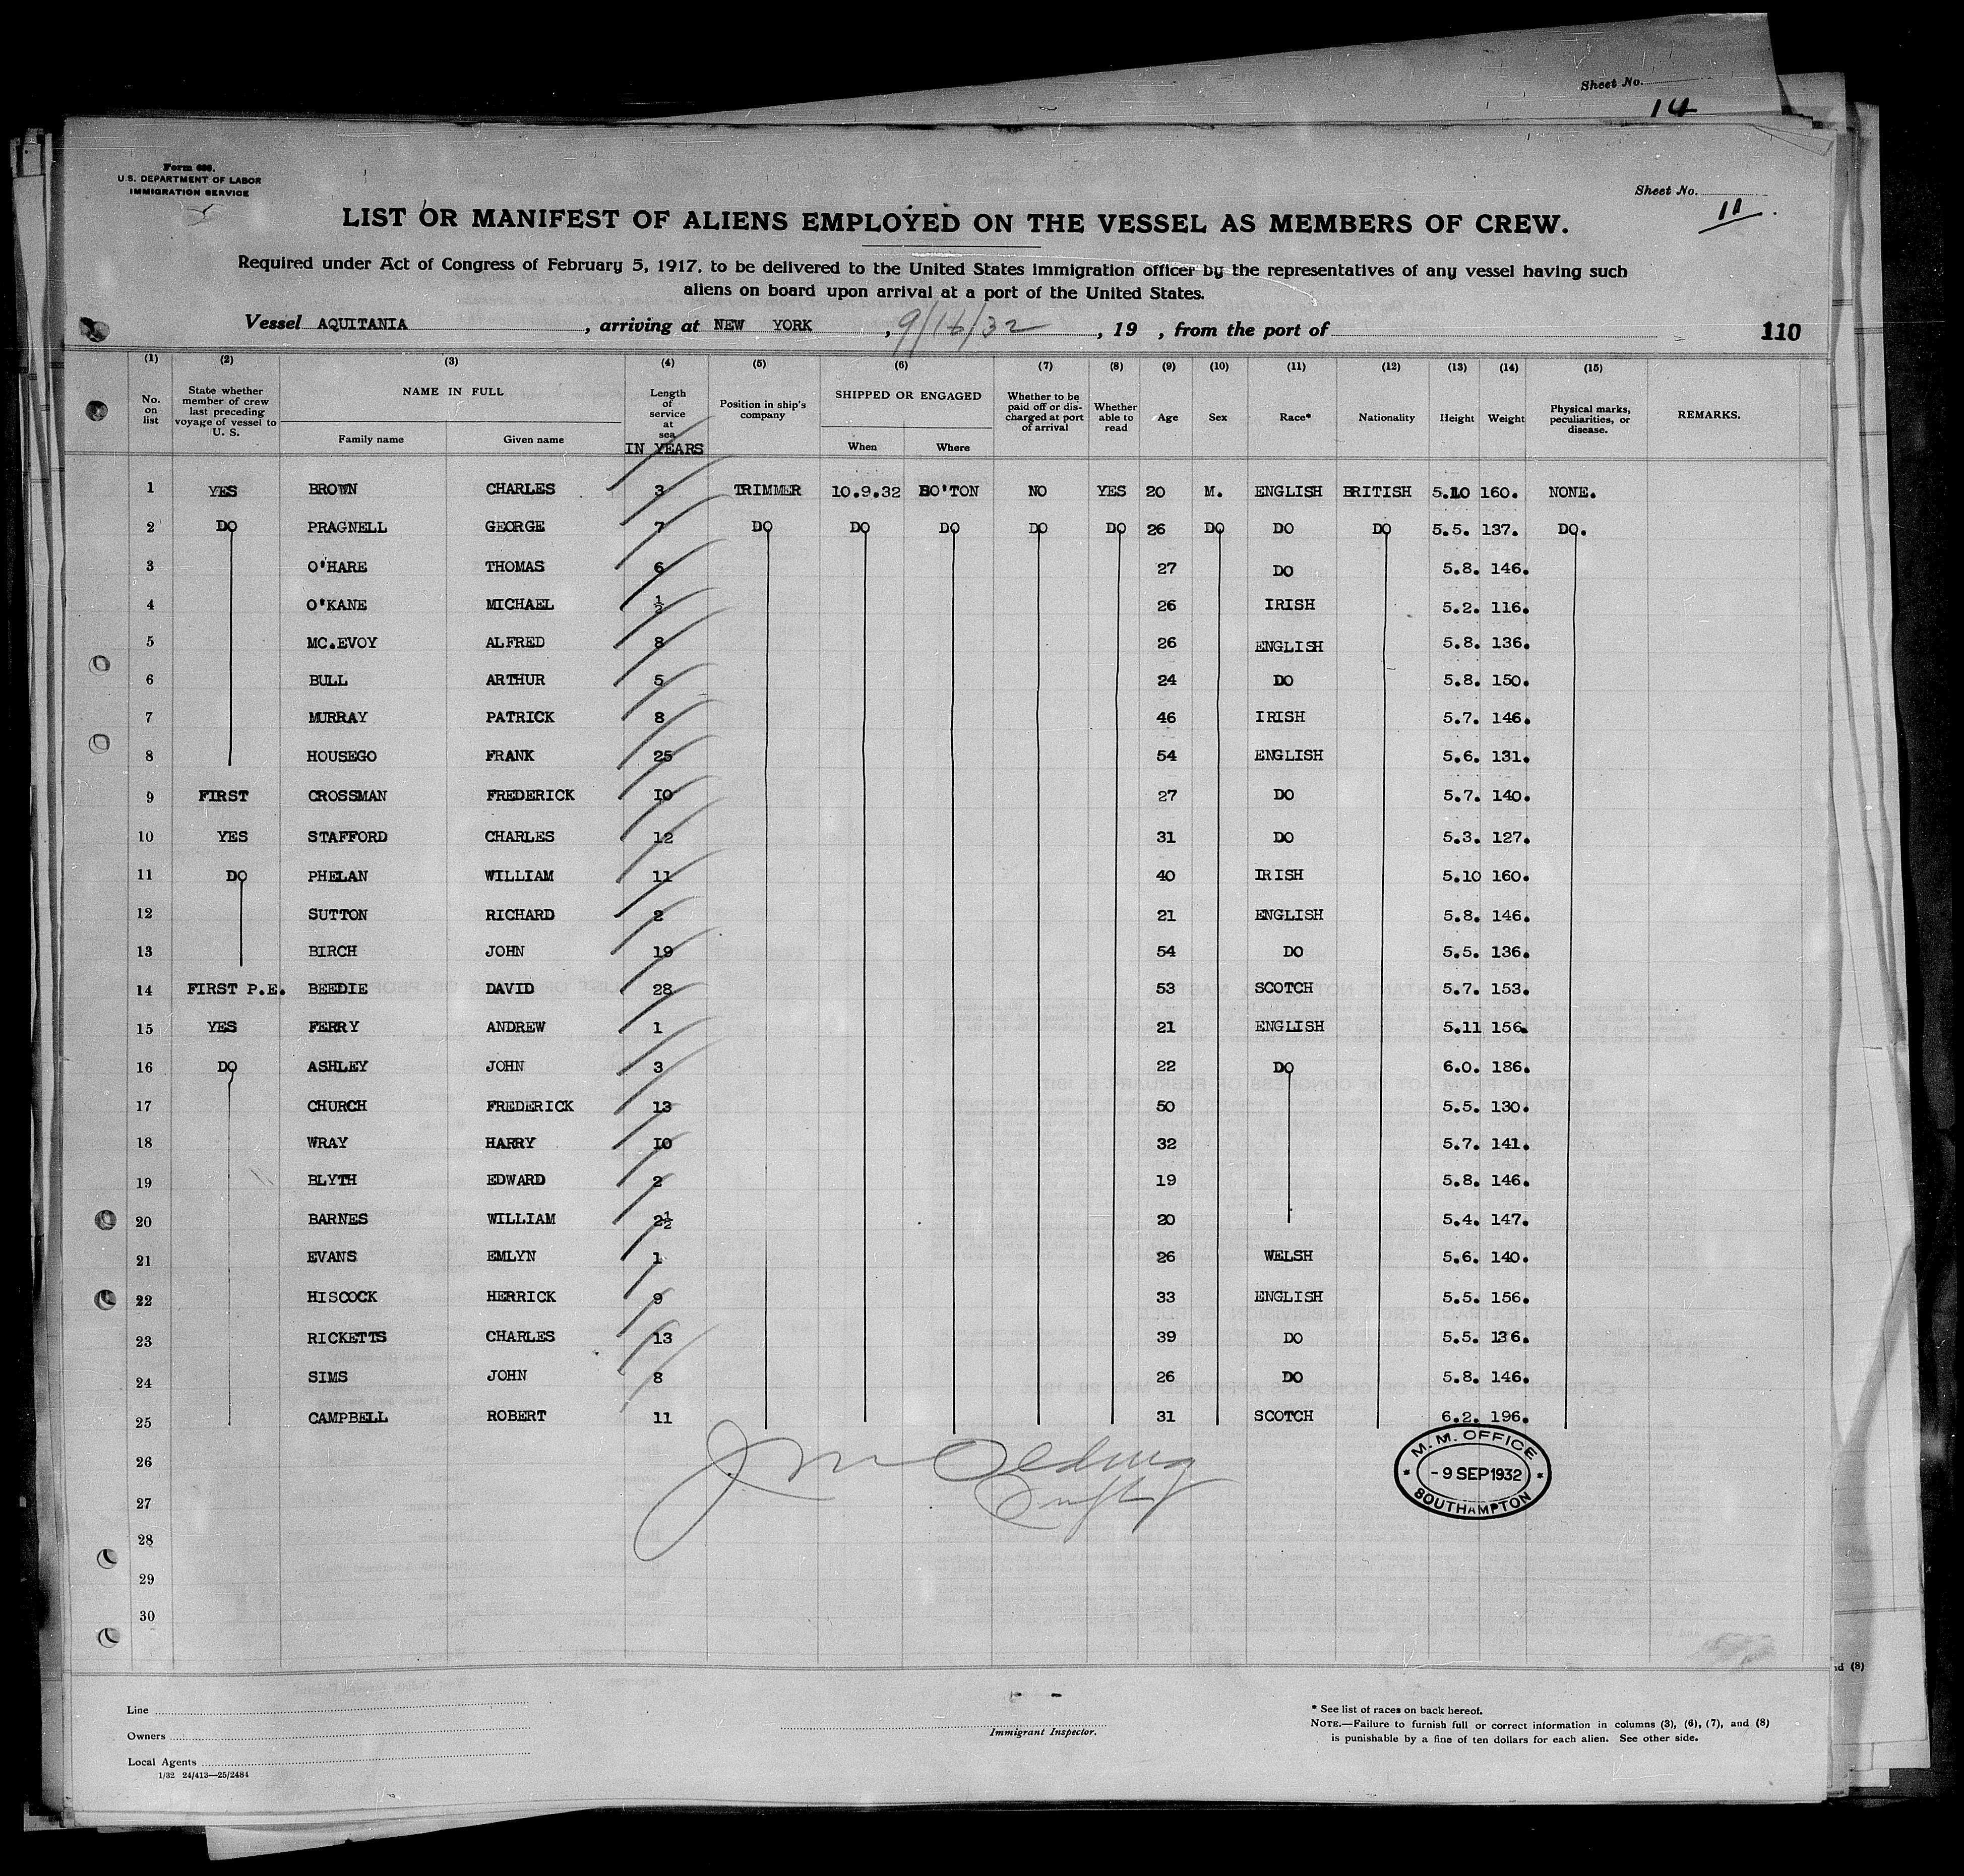 Sheet No.
14
Form 689.
U.S. DEPARTMENT OF LABOR
IMMIGRATION SERVICE
Sheet No.
11
LIST OR MANIFEST OF ALIENS EMPLOYED ON THE VESSEL AS MEMBERS OF CREW.
Required under Act of Congress of February 5, 1917, to be delivered to the United States immigration officer by the representatives of any vessel having such
aliens on board upon arrival at a port of the United States.
Vessel AQUITANIA, arriving at NEW YORK, 9/16/32, 19 , from the port of 110
(1) (2) (3) (4) (5) (6) (7) (8) (9) (10) (11) (12) (13) (14) (15)
No. on list State whether member of crew last preceding voyage of vessel to U. S. NAME IN FULL Family name Given name Length of service at sea IN YEARS Position in ship's company SHIPPED OR ENGAGED When Where Whether to be paid off or discharged at port of arrival Whether able to read Age Sex Race* Nationality Height Weight Physical marks, peculiarities, or disease. REMARKS.
1 YES BROWN CHARLES 3 TRIMMER 10.9.32 SO'TON NO YES 20 M. ENGLISH BRITISH 5.10 160. NONE.
2 DO PRAGNELL GEORGE 7 DO DO DO DO DO 26 DO DO DO 5.5. 137. DO.
3 O'HARE THOMAS 6 27 DO 5.8. 146.
4 O'KANE MICHAEL ½ 26 IRISH 5.2. 116.
5 MC.EVOY ALFRED 8 26 ENGLISH 5.8. 136.
6 BULL ARTHUR 5 24 DO 5.8. 150.
7 MURRAY PATRICK 8 46 IRISH 5.7. 146.
8 HOUSEGO FRANK 25 54 ENGLISH 5.6. 131.
9 FIRST CROSSMAN FREDERICK 10 27 DO 5.7. 140.
10 YES STAFFORD CHARLES 12 31 DO 5.3. 127.
11 DO PHELAN WILLIAM 11 40 IRISH 5.10 160.
12 SUTTON RICHARD 2 21 ENGLISH 5.8. 146.
13 BIRCH JOHN 19 54 DO 5.5. 136.
14 FIRST P.E. BEEDIE DAVID 28 53 SCOTCH 5.7. 153.
15 YES FERRY ANDREW 1 21 ENGLISH 5.11 156.
16 DO ASHLEY JOHN 3 22 DO 6.0. 186.
17 CHURCH FREDERICK 13 50 5.5. 130.
18 WRAY HARRY 10 32 5.7. 141.
19 BLYTH EDWARD 2 19 5.8. 146.
20 BARNES WILLIAM 2½ 20 5.4. 147.
21 EVANS EMLYN 1 26 WELSH 5.6. 140.
22 HISCOCK HERRICK 9 33 ENGLISH 5.5. 156.
23 RICKETTS CHARLES 13 39 DO 5.5. 136.
24 SIMS JOHN 8 26 DO 5.8. 146.
25 CAMPBELL ROBERT 11 31 SCOTCH 6.2. 196.
26
27
28
29
30
M.M. OFFICE
- 9 SEP 1932
SOUTHAMPTON
nd (8)
Line
Owners
Local Agents
1/32 24/413—25/2484
Immigrant Inspector.
* See list of races on back hereof.
NOTE.—Failure to furnish full or correct information in columns (3), (6), (7), and (8)
is punishable by a fine of ten dollars for each alien. See other side.